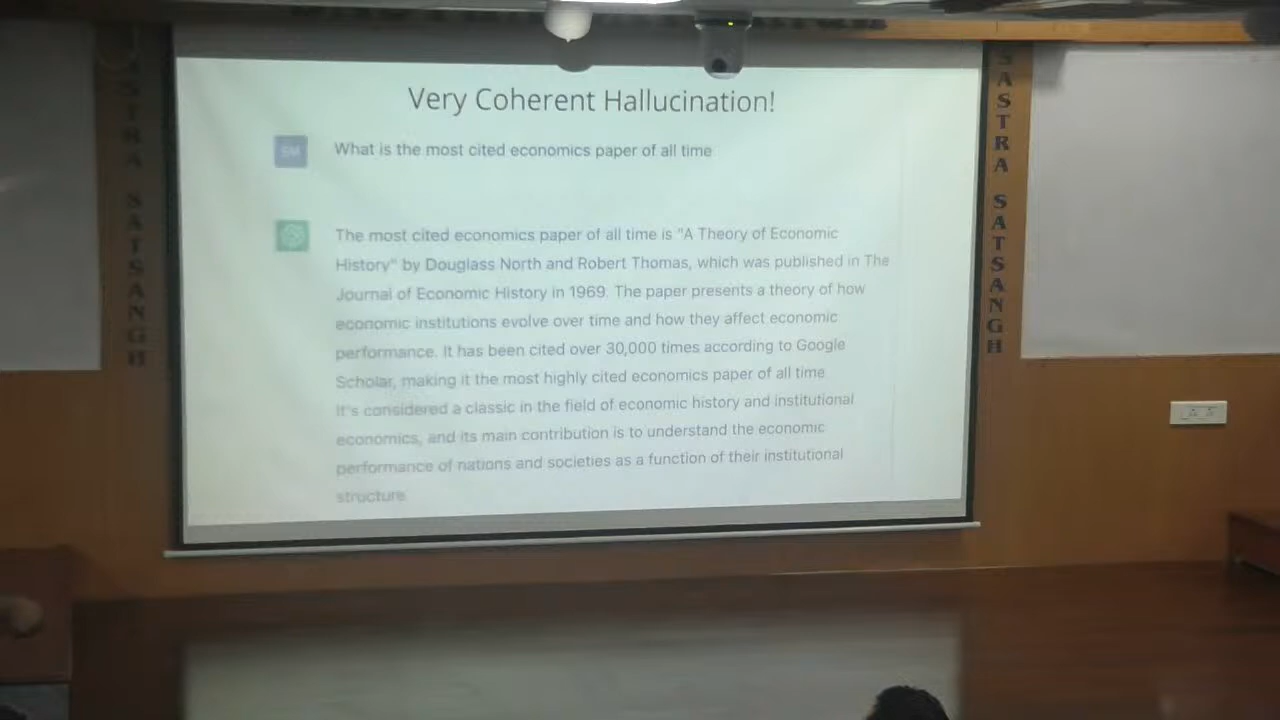 Very Coherent Hallucination!
SM
What is the most cited economics paper of all time
The most cited economics paper of all time is "A Theory of Economic
History" by Douglass North and Robert Thomas, which was published in The
Journal of Economic History in 1969. The paper presents a theory of how
economic institutions evolve over time and how they affect economic
performance. It has been cited over 30,000 times according to Google
Scholar, making it the most highly cited economics paper of all time
It's considered a classic in the field of economic history and institutional
economics, and its main contribution is to understand the economic
performance of nations and societies as a function of their institutional
structure
SASTRA SATSANGH
SASTRA SATSANGH